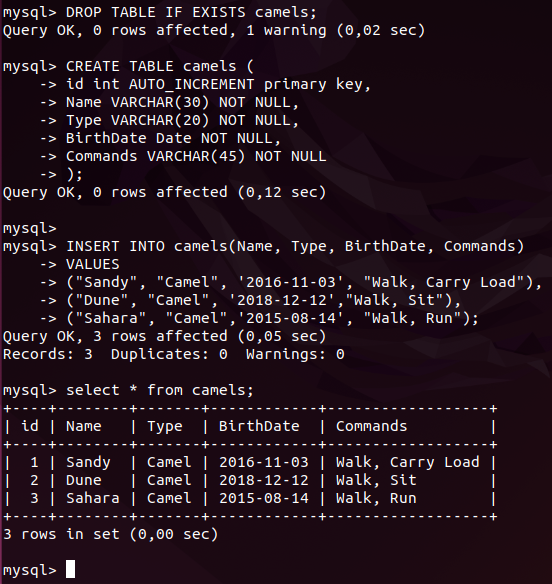 mysql> DROP TABLE IF EXISTS camels;
Query OK, 0 rows affected, 1 warning (0,02 sec)
mysql> CREATE TABLE camels (
    -> id int AUTO_INCREMENT primary key,
    -> Name VARCHAR(30) NOT NULL,
    -> Type VARCHAR(20) NOT NULL,
    -> BirthDate Date NOT NULL,
    -> Commands VARCHAR(45) NOT NULL
    -> );
Query OK, 0 rows affected (0,12 sec)
mysql>
mysql> INSERT INTO camels(Name, Type, BirthDate, Commands)
    -> VALUES
    -> ("Sandy", "Camel", '2016-11-03', "Walk, Carry Load"),
    -> ("Dune", "Camel", '2018-12-12',"Walk, Sit"),
    -> ("Sahara", "Camel",'2015-08-14', "Walk, Run");
Query OK, 3 rows affected (0,05 sec)
Records: 3  Duplicates: 0  Warnings: 0
mysql> select * from camels;
+----+--------+-------+------------+------------------+
| id | Name   | Type  | BirthDate  | Commands         |
+----+--------+-------+------------+------------------+
|  1 | Sandy  | Camel | 2016-11-03 | Walk, Carry Load |
|  2 | Dune   | Camel | 2018-12-12 | Walk, Sit        |
|  3 | Sahara | Camel | 2015-08-14 | Walk, Run        |
+----+--------+-------+------------+------------------+
3 rows in set (0,00 sec)
mysql>